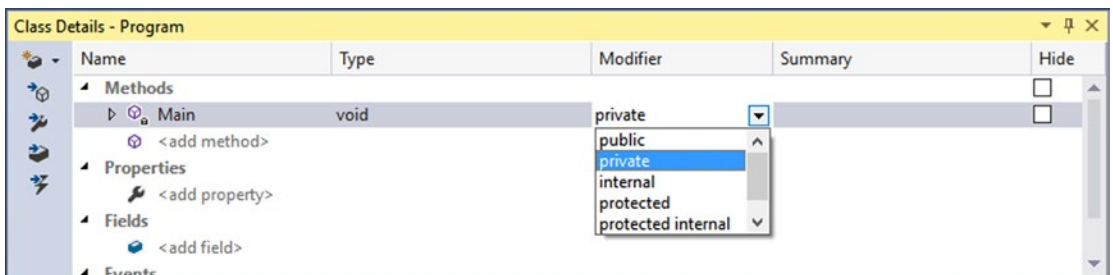 Class Details - Program
Name Type Modifier Summary Hide
Methods
Main void private
<add method> public
private
Properties internal
<add property> protected
Fields protected internal
<add field>
Events